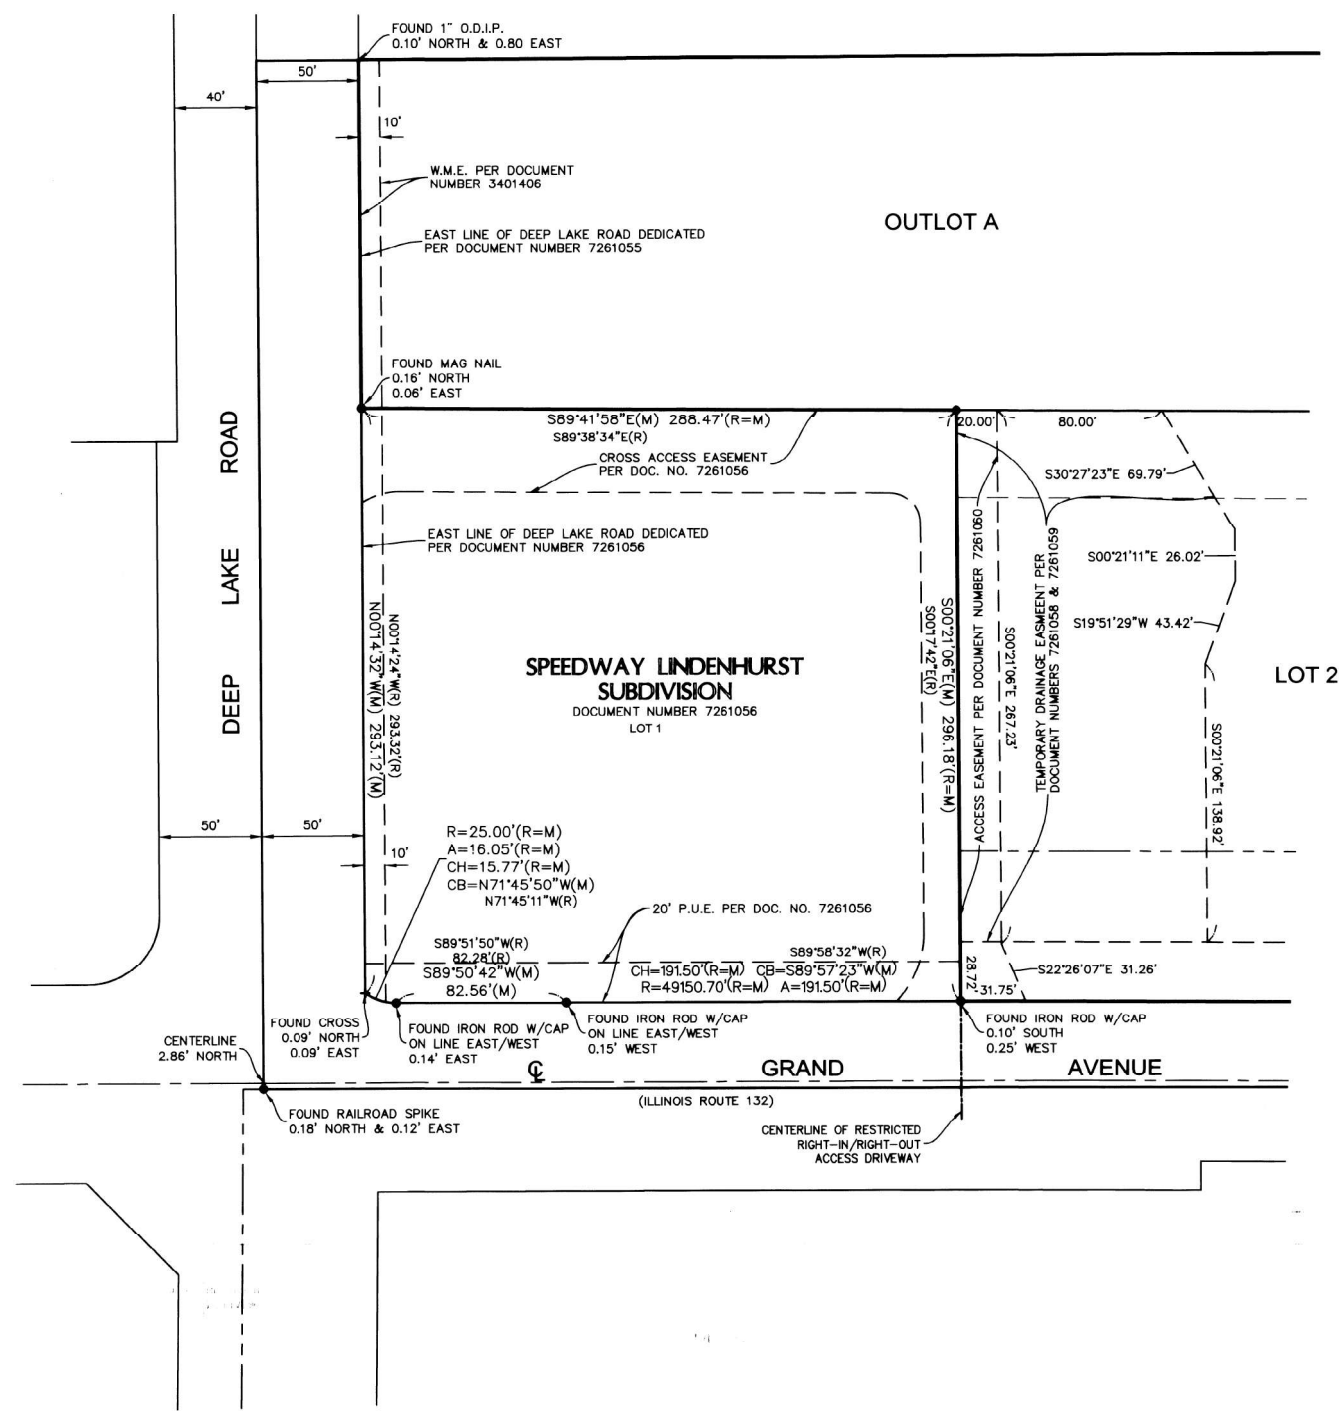 FOUND 1" O.D.I.P.
0.10' NORTH & 0.80 EAST
50'
40'
10'
W.M.E. PER DOCUMENT
NUMBER 3401406
OUTLOT A
EAST LINE OF DEEP LAKE ROAD DEDICATED
PER DOCUMENT NUMBER 7261055
FOUND MAG NAIL
0.16' NORTH
0.06' EAST
S89°41'58"E(M) 288.47'(R=M)
S89°38'34"E(R)
20.00'
80.00'
CROSS ACCESS EASEMENT
PER DOC. NO. 7261056
S30°27'23"E 69.79'
EAST LINE OF DEEP LAKE ROAD DEDICATED
PER DOCUMENT NUMBER 7261056
S00°21'11"E 26.02'
S19°51'29"W 43.42'
DEEP LAKE ROAD
N00°14'24"W(R) 293.32'(R)
N00°14'32"W(M) 293.12'(M)
SPEEDWAY LINDENHURST
SUBDIVISION
DOCUMENT NUMBER 7261056
LOT 1
S00°21'06"E(M) 296.18'(R=M)
S00°17'42"E(R)
ACCESS EASEMENT PER DOCUMENT NUMBER 7261060
S00°21'06"E 267.23'
TEMPORARY DRAINAGE EASMEENT PER
DOCUMENT NUMBERS 7261058 & 7261059
LOT 2
S00°21'06"E 138.92'
50'
50'
10'
R=25.00'(R=M)
A=16.05'(R=M)
CH=15.77'(R=M)
CB=N71°45'50"W(M)
N71°45'11"W(R)
20' P.U.E. PER DOC. NO. 7261056
S89°51'50"W(R)
82.28'(R)
S89°50'42"W(M)
82.56'(M)
S89°58'32"W(R)
CH=191.50'(R=M) CB=S89°57'23"W(M)
R=49150.70'(R=M) A=191.50'(R=M)
28.72'
S22°26'07"E 31.26'
31.75'
FOUND CROSS
0.09' NORTH
0.09' EAST
FOUND IRON ROD W/CAP
ON LINE EAST/WEST
0.14' EAST
FOUND IRON ROD W/CAP
ON LINE EAST/WEST
0.15' WEST
FOUND IRON ROD W/CAP
0.10' SOUTH
0.25' WEST
CENTERLINE
2.86' NORTH
℄ GRAND AVENUE
(ILLINOIS ROUTE 132)
FOUND RAILROAD SPIKE
0.18' NORTH & 0.12' EAST
CENTERLINE OF RESTRICTED
RIGHT-IN/RIGHT-OUT
ACCESS DRIVEWAY